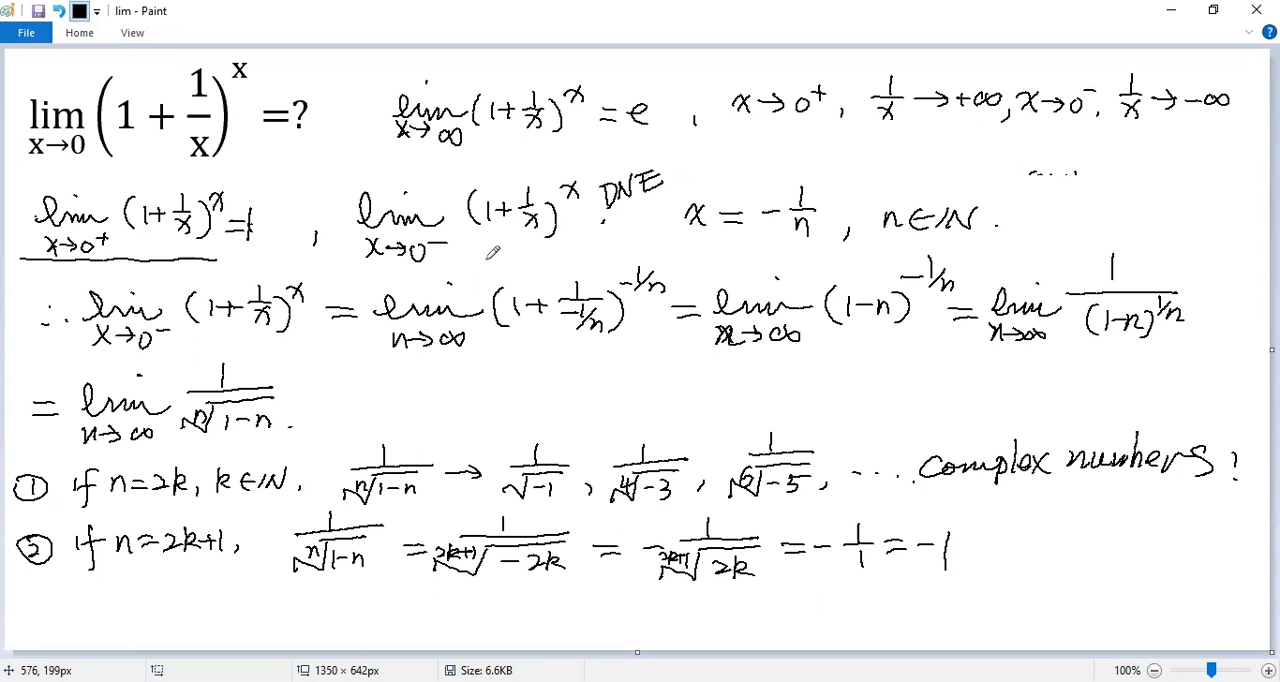 lim - Paint
File Home View
lim x→0 (1 + 1/x)^x =? lim x→∞ (1+1/x)^x = e , x→0⁺, 1/x →+∞, x→0⁻, 1/x → -∞
lim x→0⁺ (1+1/x)^x = 1 , lim x→0⁻ (1+1/x)^x DNE. x = -1/n , n∈ℕ.
∴ lim x→0⁻ (1+1/x)^x = lim n→∞ (1+ 1/(-1/n))^(-1/n) = lim n→∞ (1-n)^(-1/n) = lim n→∞ 1/(1-n)^(1/n)
= lim n→∞ 1/ⁿ√(1-n) .
① if n=2k, k∈ℕ. 1/ⁿ√(1-n) → 1/√(-1) , 1/⁴√(-3) , 1/⁶√(-5) , .... complex numbers!
② if n=2k+1, 1/ⁿ√(1-n) = 1/²ᵏ⁺¹√(-2k) = - 1/²ᵏ⁺¹√(2k) = - 1/1 = -1
576, 199px 1350 × 642px Size: 6.6KB 100%